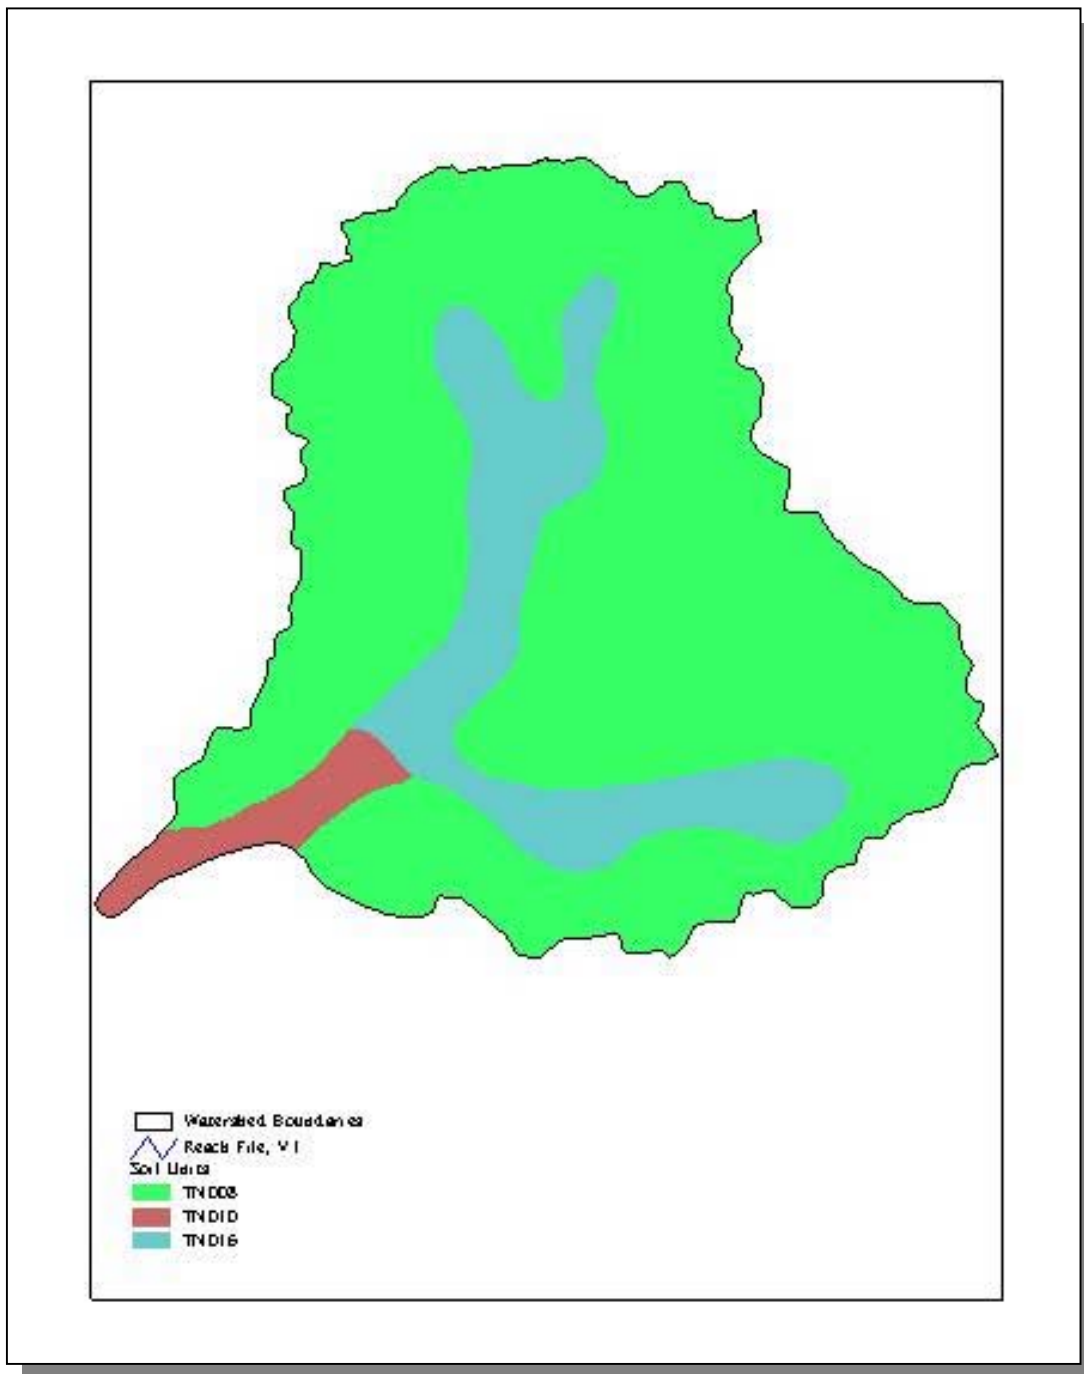 Watershed Boundaries
Reach File, V1
Soil Units
TN008
TN010
TN016